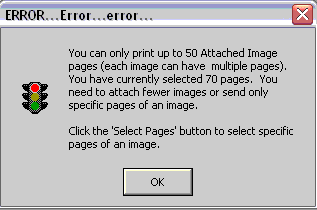 ERROR...Error...error...
You can only print up to 50 Attached Image
pages (each image can have multiple pages).
You have currently selected 70 pages. You
need to attach fewer images or send only
specific pages of an image.
Click the 'Select Pages' button to select specific
pages of an image.
OK